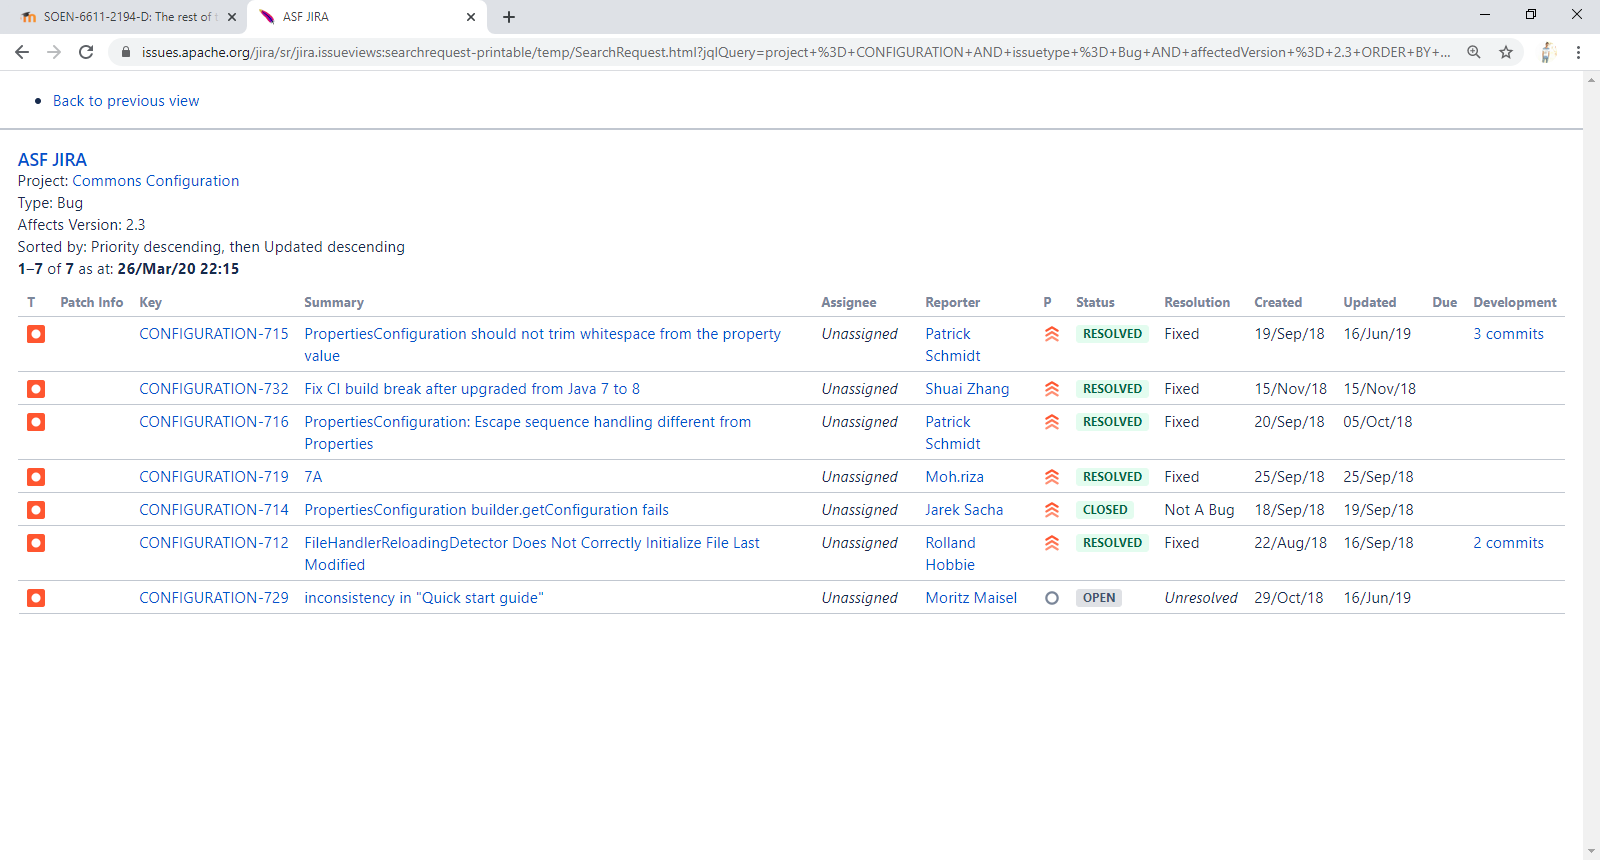 SOEN-6611-2194-D: The rest of
ASF JIRA
issues.apache.org/jira/sr/jira.issueviews:searchrequest-printable/temp/SearchRequest.html?jqlQuery=project+%3D+CONFIGURATION+AND+issuetype+%3D+Bug+AND+affectedVersion+%3D+2.3+ORDER+BY+...
Back to previous view
ASF JIRA
Project: Commons Configuration
Type: Bug
Affects Version: 2.3
Sorted by: Priority descending, then Updated descending
1–7 of 7 as at: 26/Mar/20 22:15
T Patch Info Key Summary Assignee Reporter P Status Resolution Created Updated Due Development
CONFIGURATION-715 PropertiesConfiguration should not trim whitespace from the property Unassigned Patrick RESOLVED Fixed 19/Sep/18 16/Jun/19 3 commits
value Schmidt
CONFIGURATION-732 Fix CI build break after upgraded from Java 7 to 8 Unassigned Shuai Zhang RESOLVED Fixed 15/Nov/18 15/Nov/18
CONFIGURATION-716 PropertiesConfiguration: Escape sequence handling different from Unassigned Patrick RESOLVED Fixed 20/Sep/18 05/Oct/18
Properties Schmidt
CONFIGURATION-719 7A Unassigned Moh.riza RESOLVED Fixed 25/Sep/18 25/Sep/18
CONFIGURATION-714 PropertiesConfiguration builder.getConfiguration fails Unassigned Jarek Sacha CLOSED Not A Bug 18/Sep/18 19/Sep/18
CONFIGURATION-712 FileHandlerReloadingDetector Does Not Correctly Initialize File Last Unassigned Rolland RESOLVED Fixed 22/Aug/18 16/Sep/18 2 commits
Modified Hobbie
CONFIGURATION-729 inconsistency in "Quick start guide" Unassigned Moritz Maisel OPEN Unresolved 29/Oct/18 16/Jun/19